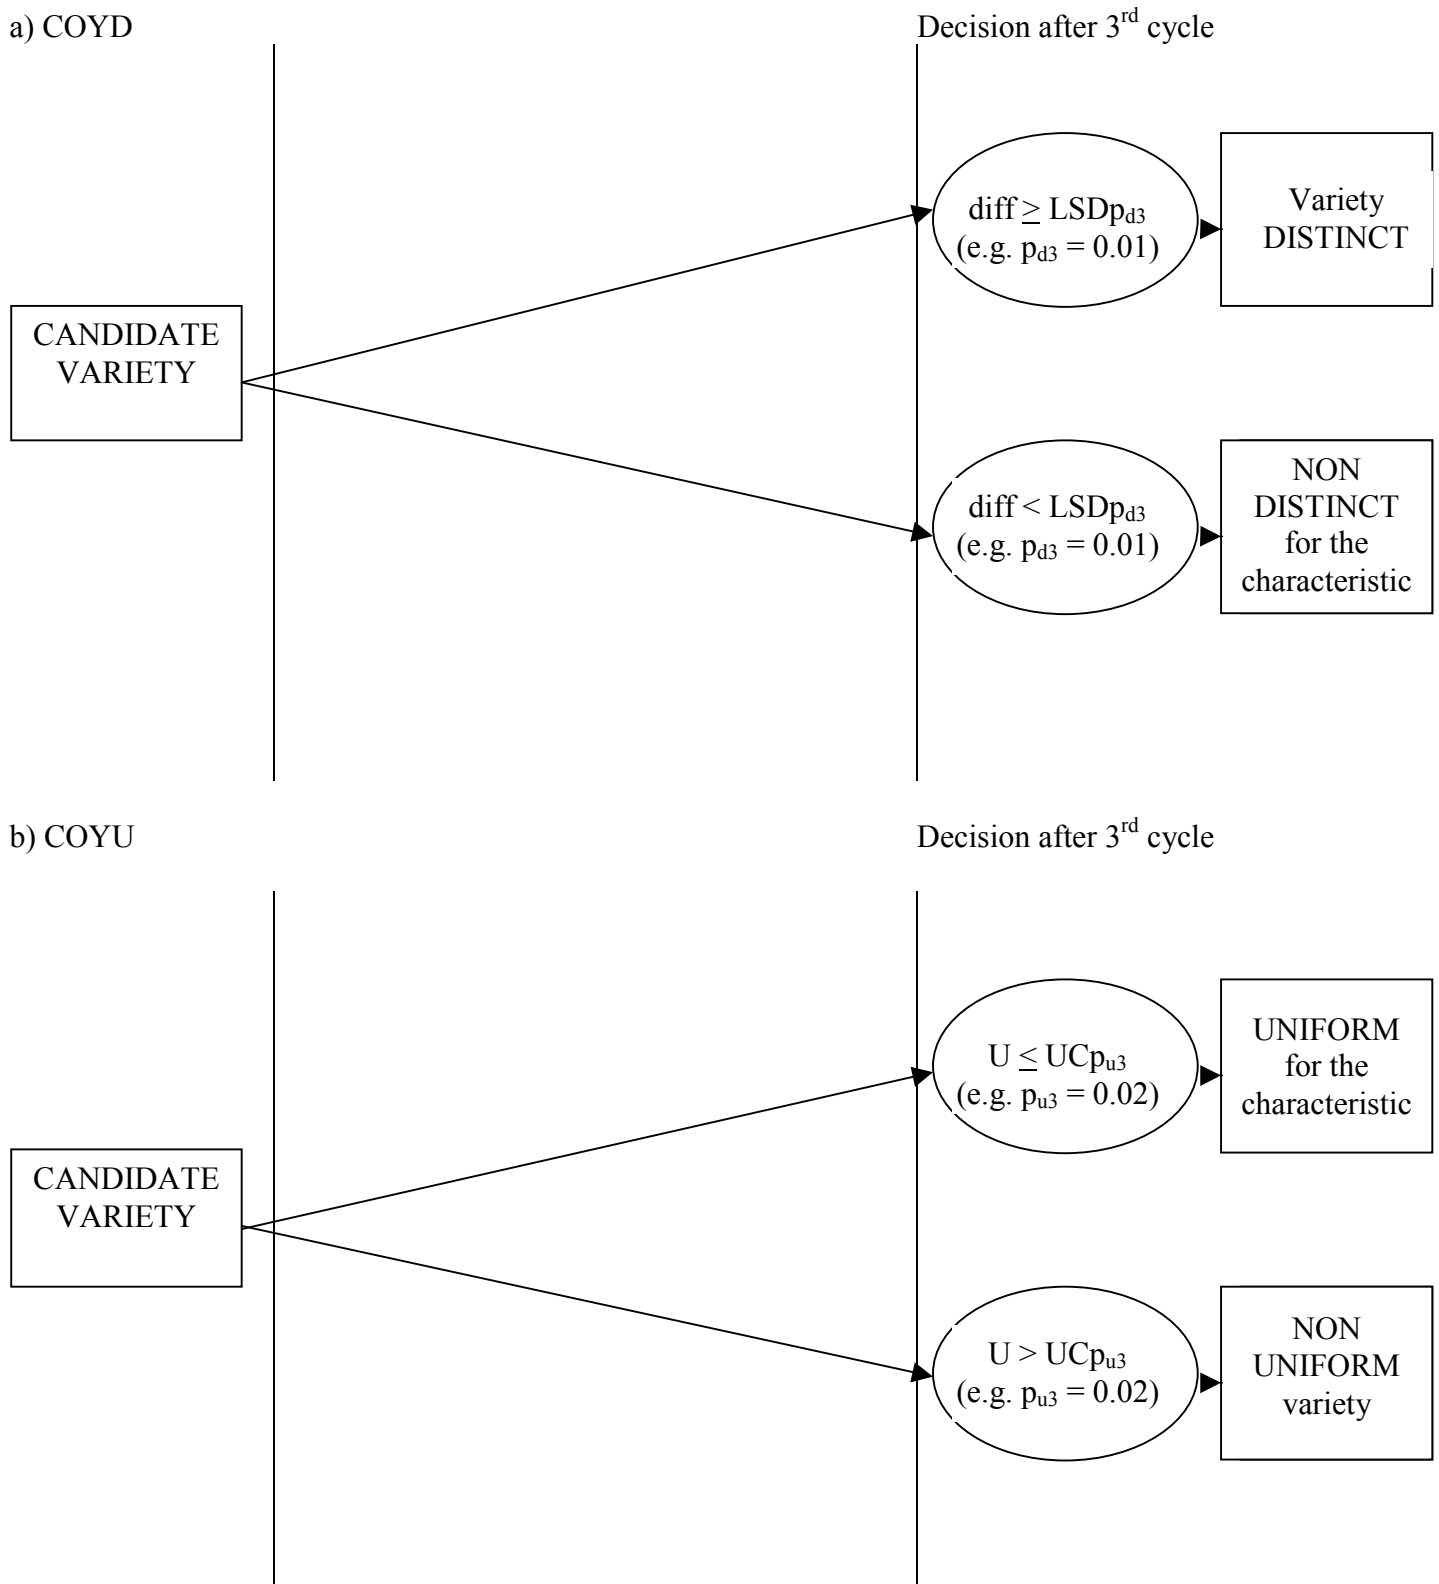 a) COYD
Decision after 3rd cycle
CANDIDATE
VARIETY
diff ≥ LSDpd3
(e.g. pd3 = 0.01)
Variety
DISTINCT
diff < LSDpd3
(e.g. pd3 = 0.01)
NON
DISTINCT
for the
characteristic
b) COYU
Decision after 3rd cycle
CANDIDATE
VARIETY
U ≤ UCpu3
(e.g. pu3 = 0.02)
UNIFORM
for the
characteristic
U > UCpu3
(e.g. pu3 = 0.02)
NON
UNIFORM
variety